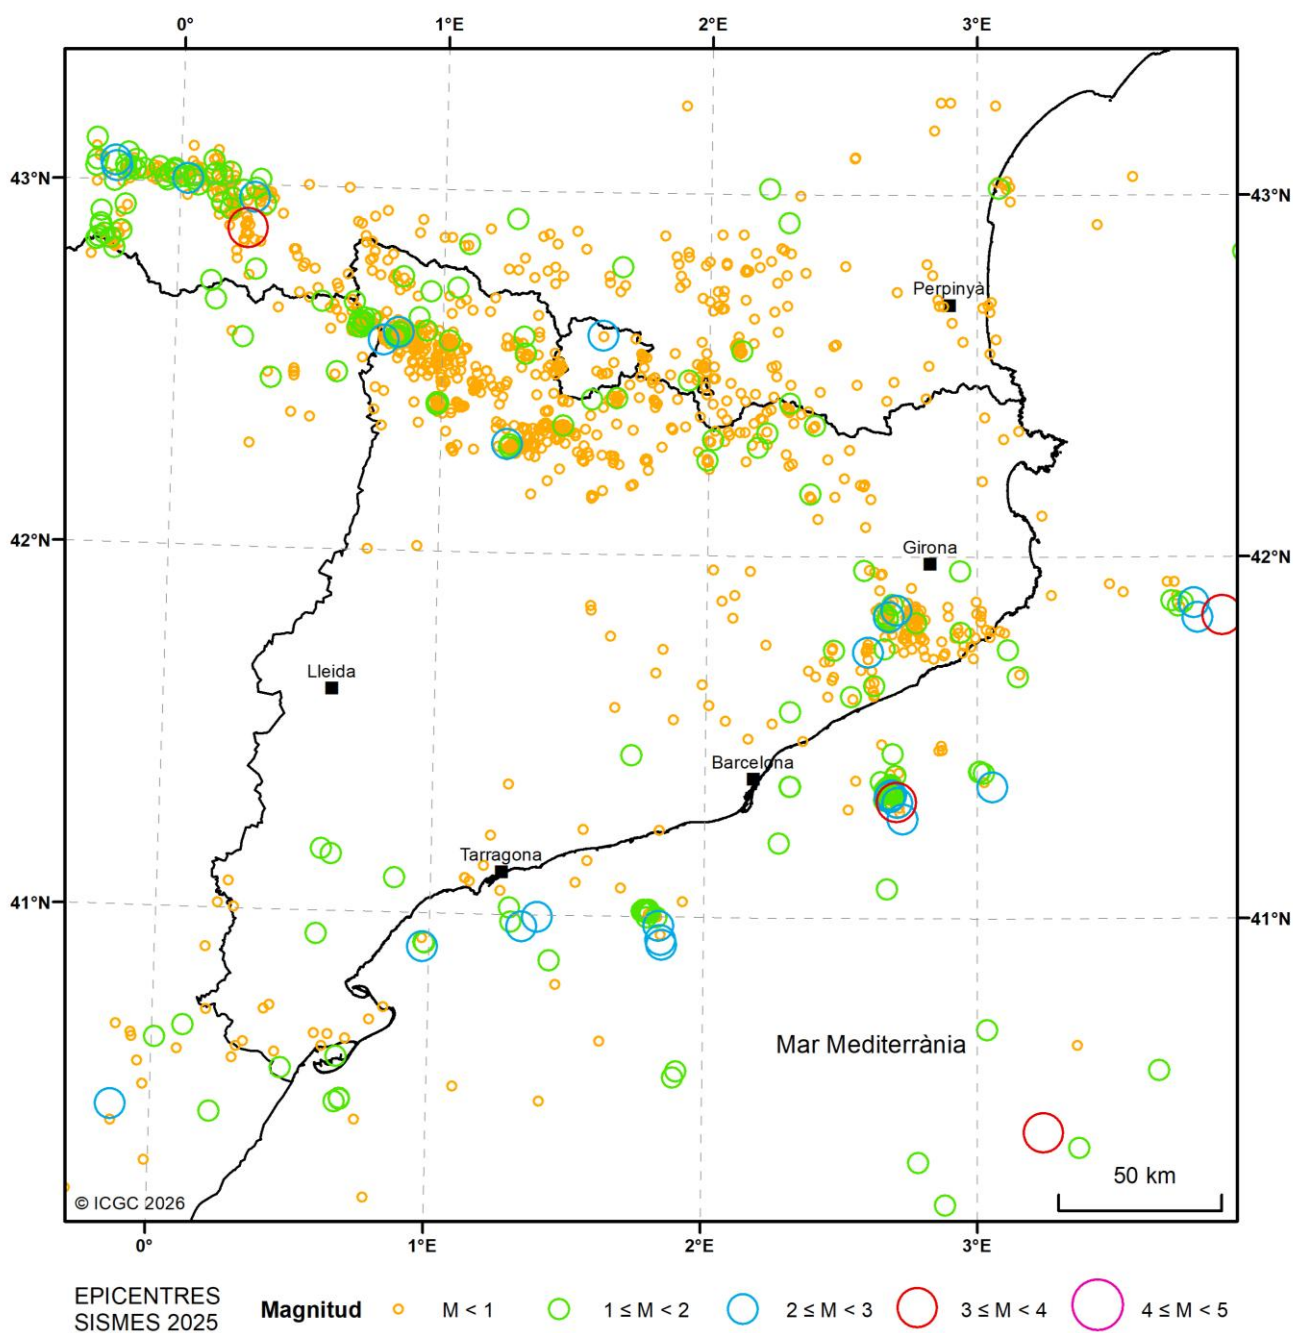 0° 1°E 2°E 3°E
43°N 43°N
Perpinyà
42°N 42°N
Girona
Lleida
Barcelona
Tarragona
41°N 41°N
Mar Mediterrània
50 km
© ICGC 2026
0° 1°E 2°E 3°E
EPICENTRES
SISMES 2025
Magnitud M < 1 1 ≤ M < 2 2 ≤ M < 3 3 ≤ M < 4 4 ≤ M < 5